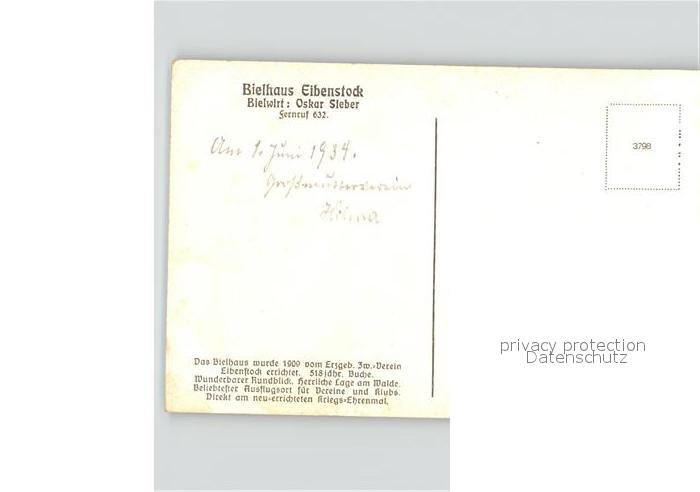 Bielhaus Eibenstock
Bielwirt: Oskar Sieber
Fernruf 632.
Am 1. Juni 1934.
Großmutterverein
Helma
3798
Das Bielhaus wurde 1909 vom Erzgeb. Zw.-Verein
Eibenstock errichtet. 518jähr. Buche.
Wunderbarer Rundblick. Herrliche Lage am Walde.
Beliebtester Ausflugsort für Vereine und Klubs.
Direkt am neu-errichteten Kriegs-Ehrenmal.
privacy protection
Datenschutz